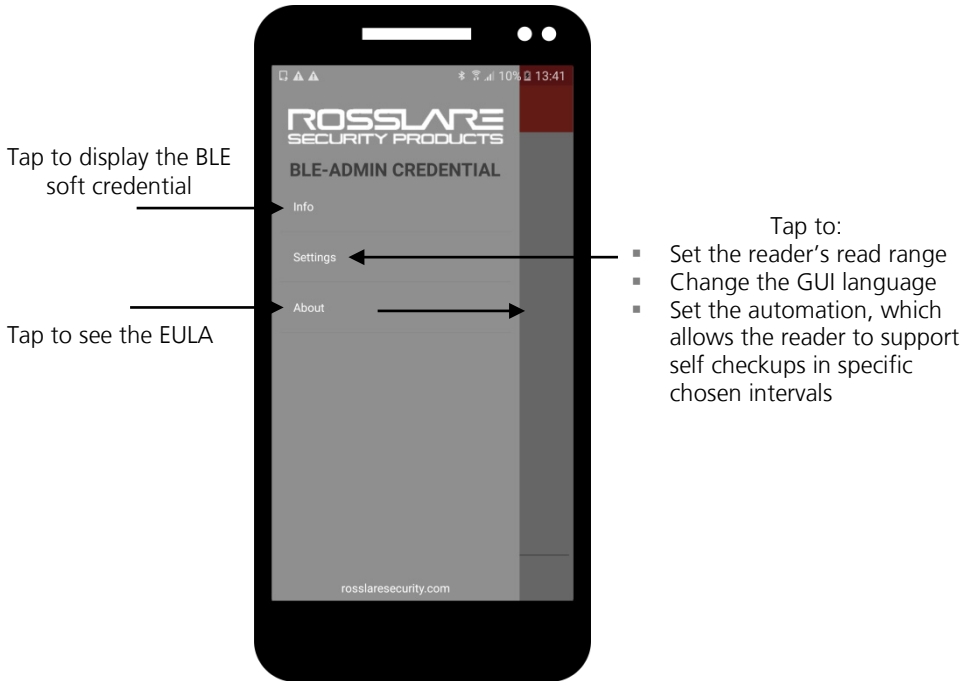 13:41
10%
ROSSLARE
SECURITY PRODUCTS
BLE-ADMIN CREDENTIAL
Info
Settings
About
rosslaresecurity.com
Tap to display the BLE
soft credential
Tap to see the EULA
Tap to:
▪ Set the reader’s read range
▪ Change the GUI language
▪ Set the automation, which
allows the reader to support
self checkups in specific
chosen intervals